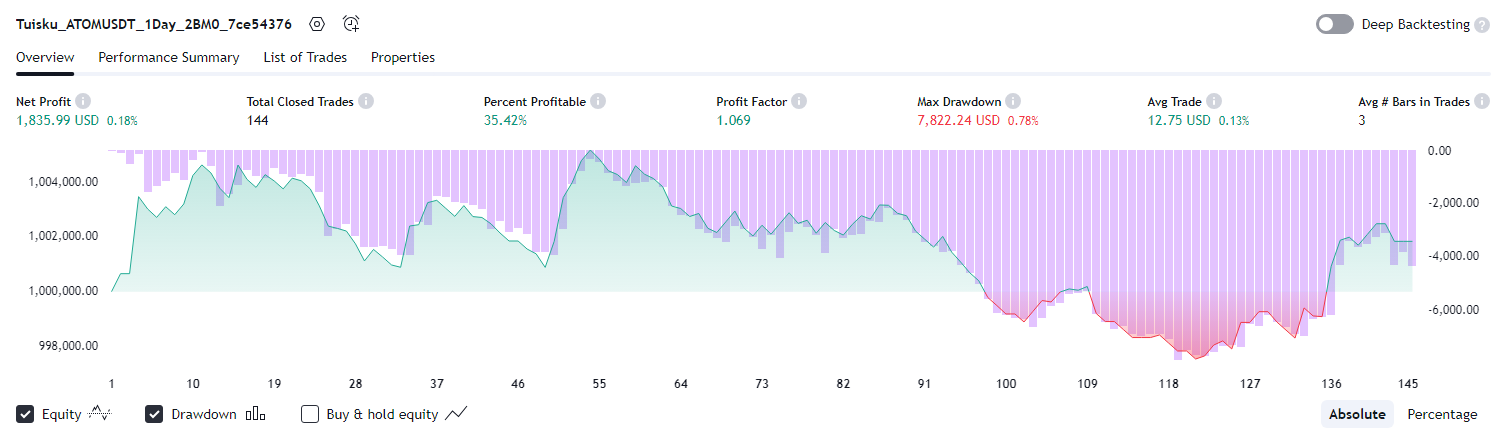 Tuisku_ATOMUSDT_1Day_2BM0_7ce54376 Deep Backtesting ?
Overview Performance Summary List of Trades Properties
Net Profit i Total Closed Trades i Percent Profitable i Profit Factor i Max Drawdown i Avg Trade i Avg # Bars in Trades i
1,835.99 USD 0.18% 144 35.42% 1.069 7,822.24 USD 0.78% 12.75 USD 0.13% 3
0.00
1,004,000.00
-2,000.00
1,002,000.00
-4,000.00
1,000,000.00
-6,000.00
998,000.00
1 10 19 28 37 46 55 64 73 82 91 100 109 118 127 136 145
Equity Drawdown Buy & hold equity Absolute Percentage